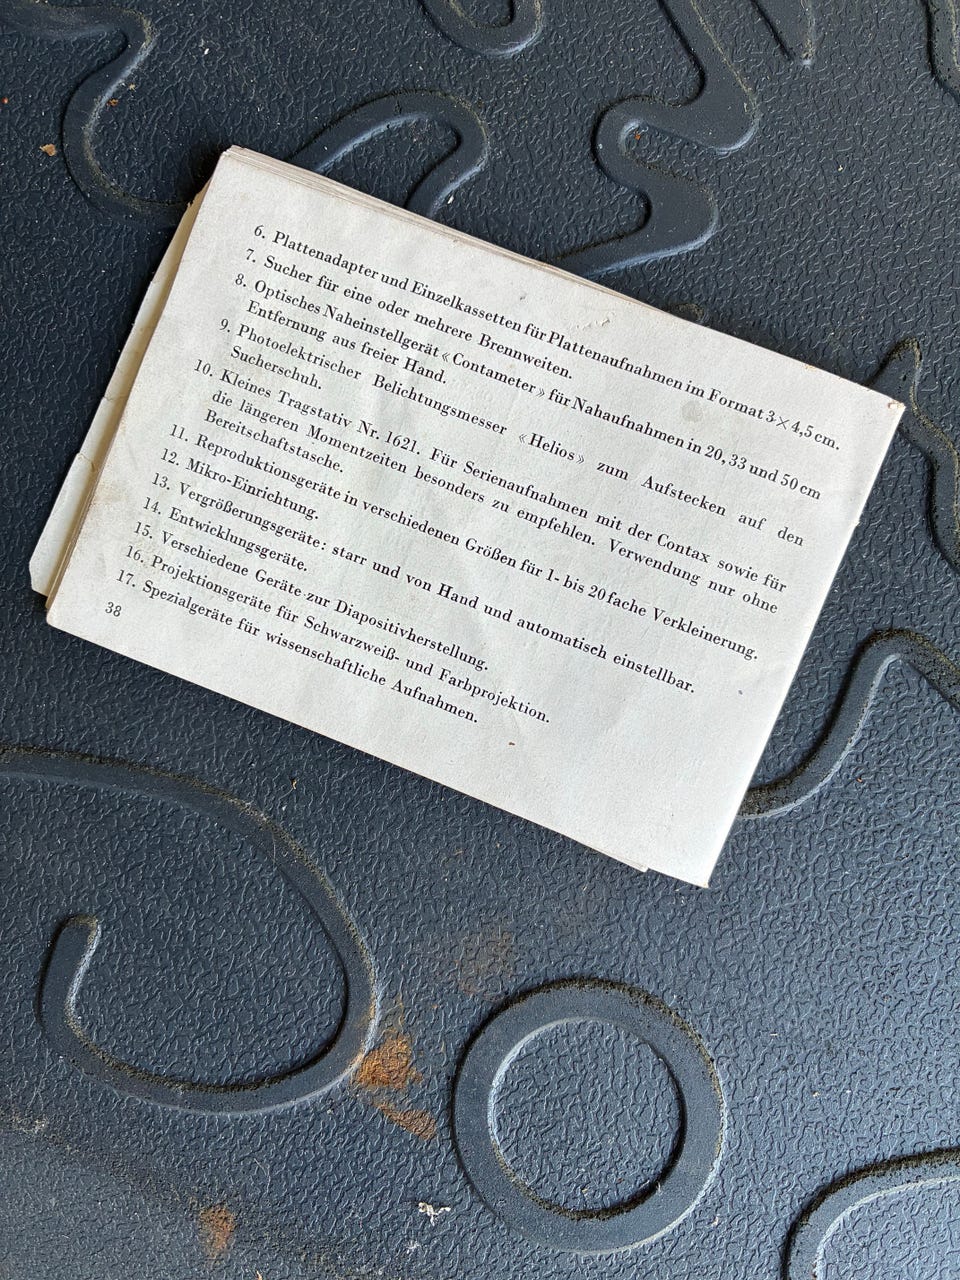 6. Plattenadapter und Einzelkassetten für Plattenaufnahmen im Format 3×4,5 cm.
7. Sucher für eine oder mehrere Brennweiten.
8. Optisches Naheinstellgerät «Contameter» für Nahaufnahmen in 20, 33 und 50 cm
Entfernung aus freier Hand.
9. Photoelektrischer Belichtungsmesser «Helios» zum Aufstecken auf den
Sucherschuh.
10. Kleines Tragstativ Nr. 1621. Für Serienaufnahmen mit der Contax sowie für
die längeren Momentzeiten besonders zu empfehlen. Verwendung nur ohne
Bereitschaftstasche.
11. Reproduktionsgeräte in verschiedenen Größen für 1- bis 20fache Verkleinerung.
12. Mikro-Einrichtung.
13. Vergrößerungsgeräte: starr und von Hand und automatisch einstellbar.
14. Entwicklungsgeräte.
15. Verschiedene Geräte zur Diapositivherstellung.
16. Projektionsgeräte für Schwarzweiß- und Farbprojektion.
17. Spezialgeräte für wissenschaftliche Aufnahmen.
38